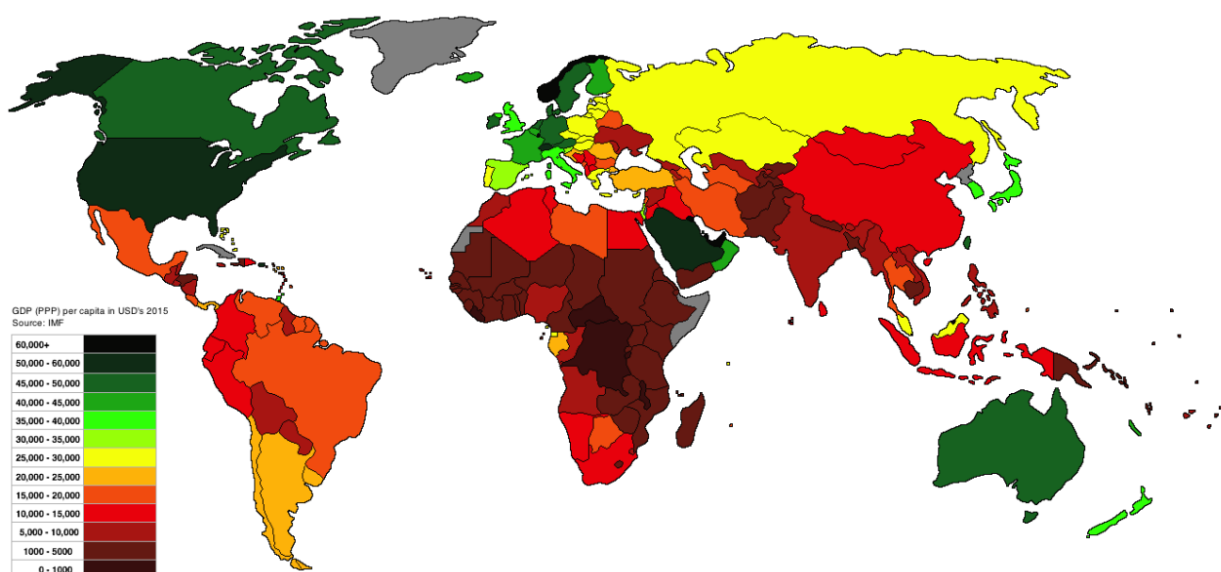 GDP (PPP) per capita in USD's 2015
Source: IMF
60,000+
50,000 - 60,000
45,000 - 50,000
40,000 - 45,000
35,000 - 40,000
30,000 - 35,000
25,000 - 30,000
20,000 - 25,000
15,000 - 20,000
10,000 - 15,000
5,000 - 10,000
1000 - 5000
0 - 1000